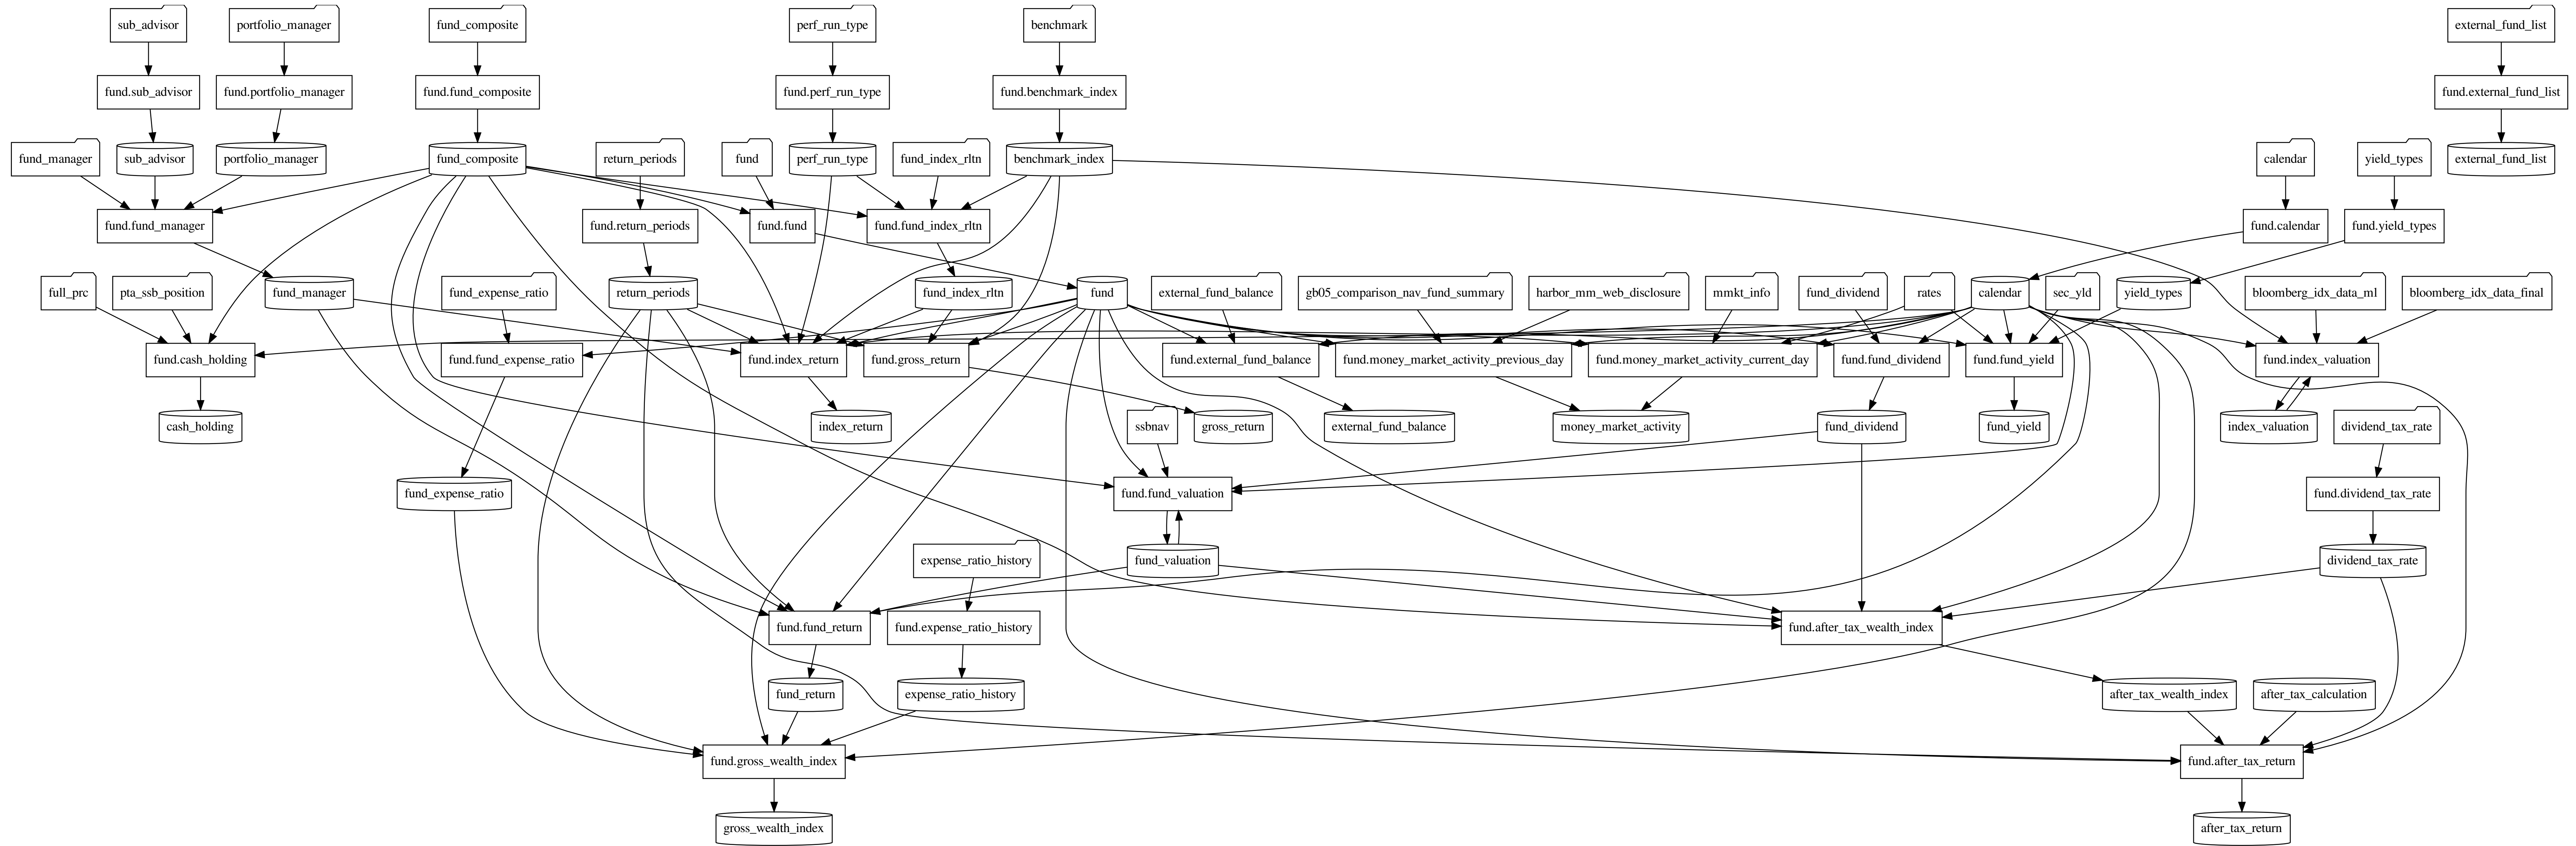 sub_advisor
portfolio_manager
fund_composite
perf_run_type
benchmark
external_fund_list
fund.sub_advisor
fund.portfolio_manager
fund.fund_composite
fund.perf_run_type
fund.benchmark_index
fund.external_fund_list
fund_manager
sub_advisor
portfolio_manager
fund_composite
return_periods
fund
perf_run_type
fund_index_rltn
benchmark_index
calendar
yield_types
external_fund_list
fund.fund_manager
fund.return_periods
fund.fund
fund.fund_index_rltn
fund.calendar
fund.yield_types
full_prc
pta_ssb_position
fund_manager
fund_expense_ratio
return_periods
fund_index_rltn
fund
external_fund_balance
gb05_comparison_nav_fund_summary
harbor_mm_web_disclosure
mmkt_info
fund_dividend
rates
calendar
sec_yld
yield_types
bloomberg_idx_data_ml
bloomberg_idx_data_final
fund.cash_holding
fund.fund_expense_ratio
fund.index_return
fund.gross_return
fund.external_fund_balance
fund.money_market_activity_previous_day
fund.money_market_activity_current_day
fund.fund_dividend
fund.fund_yield
fund.index_valuation
cash_holding
index_return
ssbnav
gross_return
external_fund_balance
money_market_activity
fund_dividend
fund_yield
index_valuation
dividend_tax_rate
fund_expense_ratio
fund.fund_valuation
fund.dividend_tax_rate
expense_ratio_history
fund_valuation
dividend_tax_rate
fund.fund_return
fund.expense_ratio_history
fund.after_tax_wealth_index
fund_return
expense_ratio_history
after_tax_wealth_index
after_tax_calculation
fund.gross_wealth_index
fund.after_tax_return
gross_wealth_index
after_tax_return